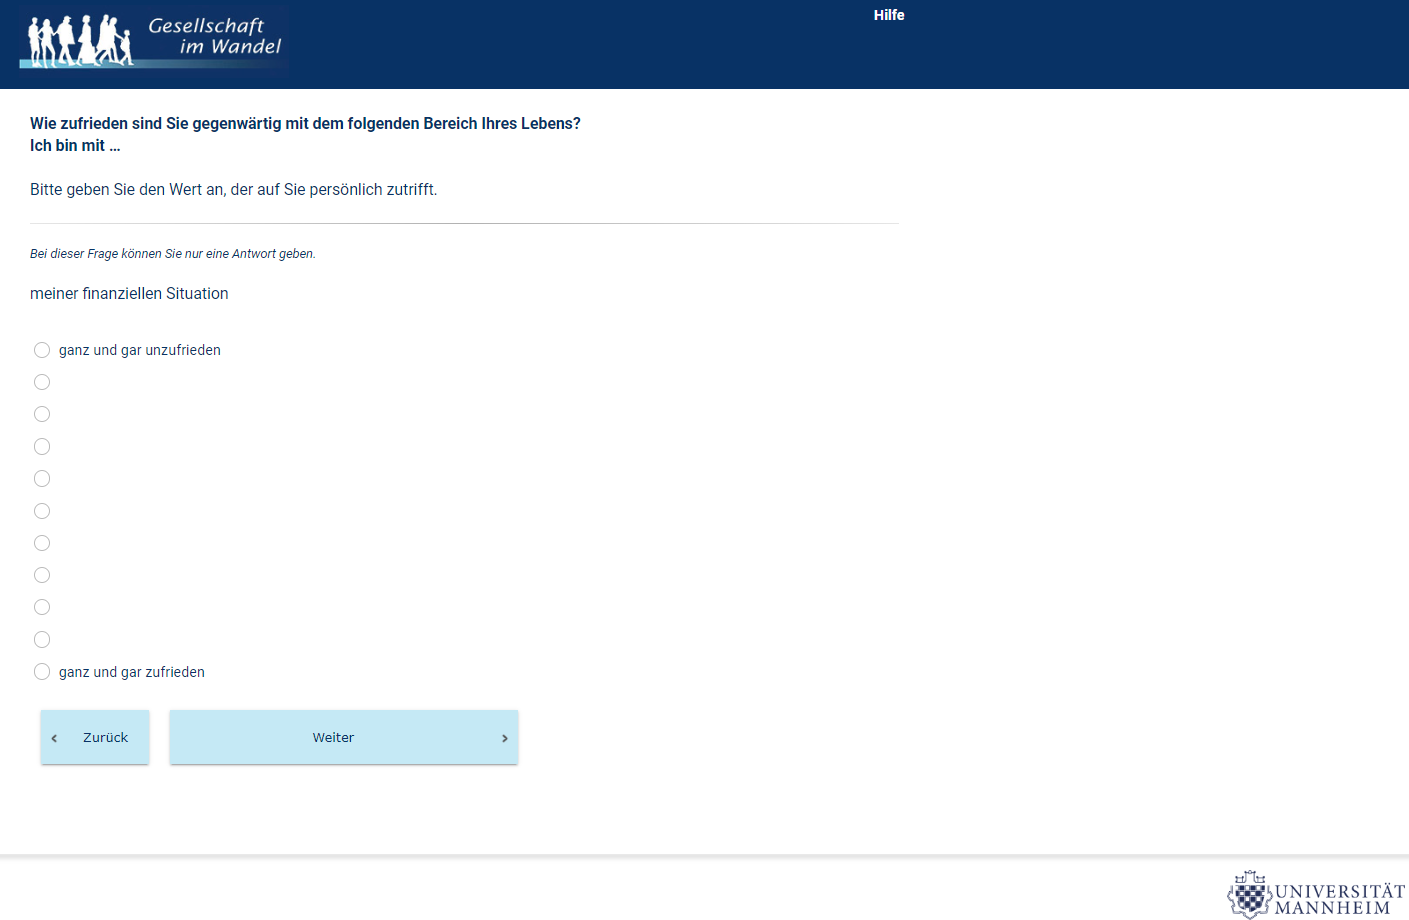 Gesellschaft
im Wandel
Hilfe
Wie zufrieden sind Sie gegenwärtig mit dem folgenden Bereich Ihres Lebens?
Ich bin mit ...
Bitte geben Sie den Wert an, der auf Sie persönlich zutrifft.
Bei dieser Frage können Sie nur eine Antwort geben.
meiner finanziellen Situation
ganz und gar unzufrieden
ganz und gar zufrieden
‹ Zurück
Weiter ›
UNIVERSITÄT
MANNHEIM